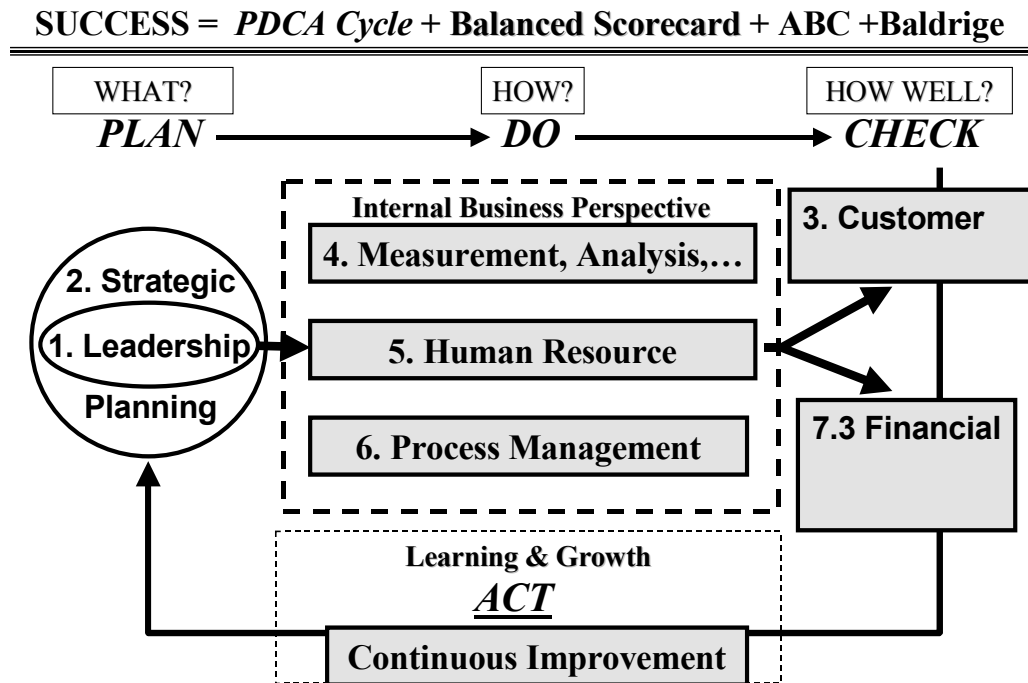 SUCCESS = PDCA Cycle + Balanced Scorecard + ABC +Baldrige
WHAT?
HOW?
HOW WELL?
PLAN
DO
CHECK
Internal Business Perspective
4. Measurement, Analysis,…
5. Human Resource
6. Process Management
2. Strategic
1. Leadership
Planning
3. Customer
7.3 Financial
Learning & Growth
ACT
Continuous Improvement